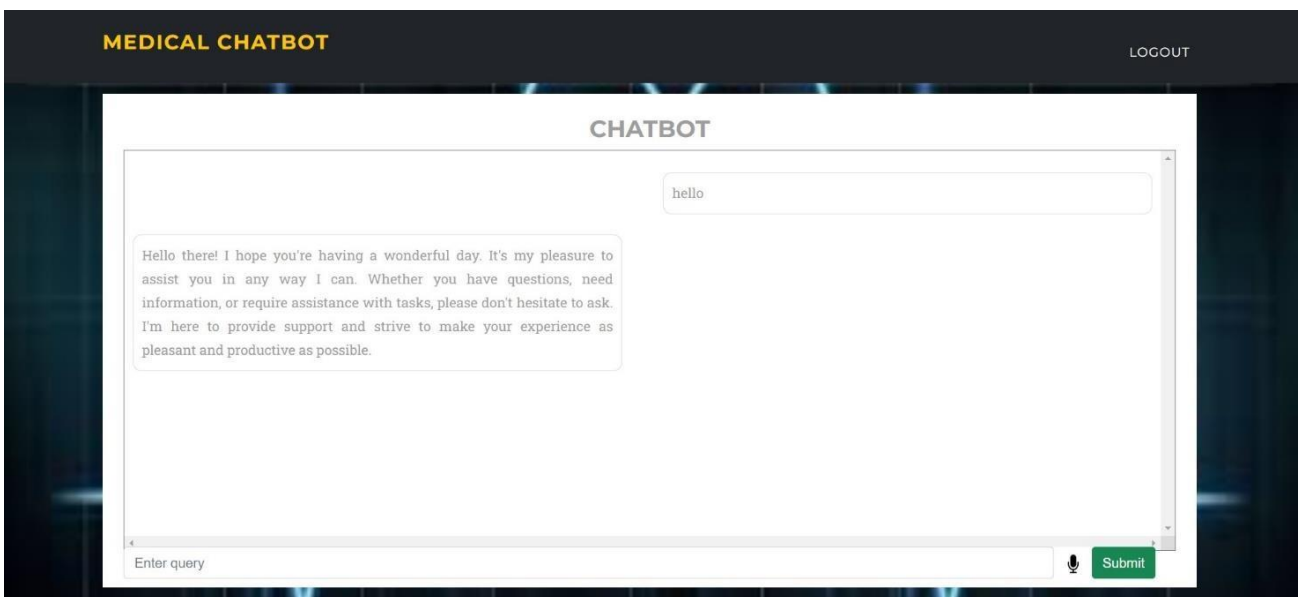 MEDICAL CHATBOT
LOGOUT
CHATBOT
hello
Hello there! I hope you're having a wonderful day. It's my pleasure to
assist you in any way I can. Whether you have questions, need
information, or require assistance with tasks, please don't hesitate to ask.
I'm here to provide support and strive to make your experience as
pleasant and productive as possible.
Enter query
Submit